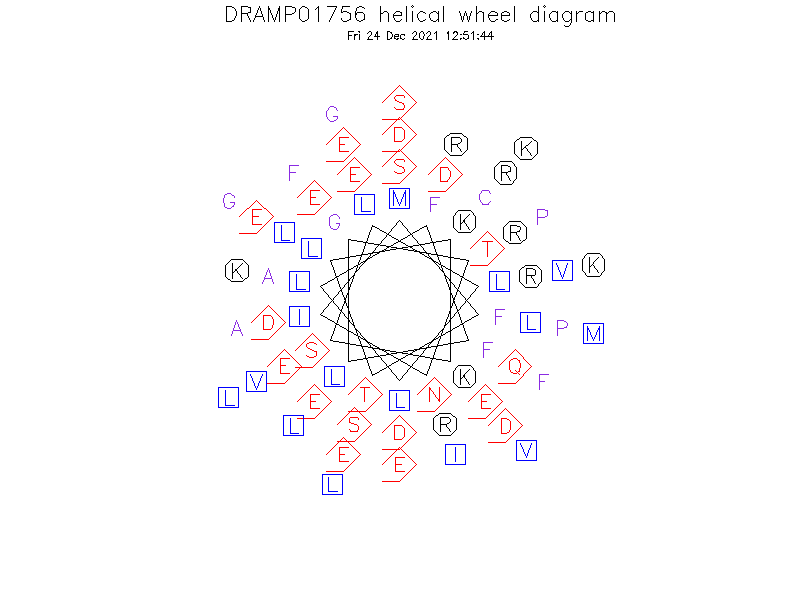 DRAMP01756 helical wheel diagram
Fri 24 Dec 2021 12:51:44
S
G
D R K
E
E S D R
F
E L M F C
G E G K P
L R
L T
K A L L R V K
A D I F L P M
S F
E L K Q F
V
L E T L N E
L S D R D
E E I V
L